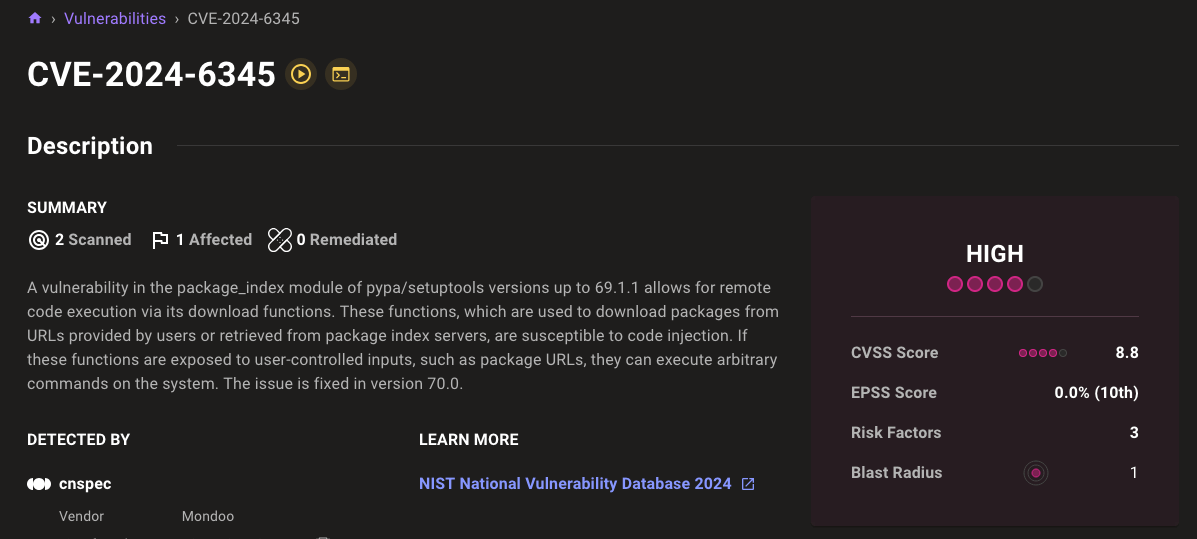 › Vulnerabilities › CVE-2024-6345
CVE-2024-6345
Description
SUMMARY
2 Scanned 1 Affected 0 Remediated
A vulnerability in the package_index module of pypa/setuptools versions up to 69.1.1 allows for remote
code execution via its download functions. These functions, which are used to download packages from
URLs provided by users or retrieved from package index servers, are susceptible to code injection. If
these functions are exposed to user-controlled inputs, such as package URLs, they can execute arbitrary
commands on the system. The issue is fixed in version 70.0.
DETECTED BY
cnspec
Vendor Mondoo
LEARN MORE
NIST National Vulnerability Database 2024
HIGH
CVSS Score 8.8
EPSS Score 0.0% (10th)
Risk Factors 3
Blast Radius 1